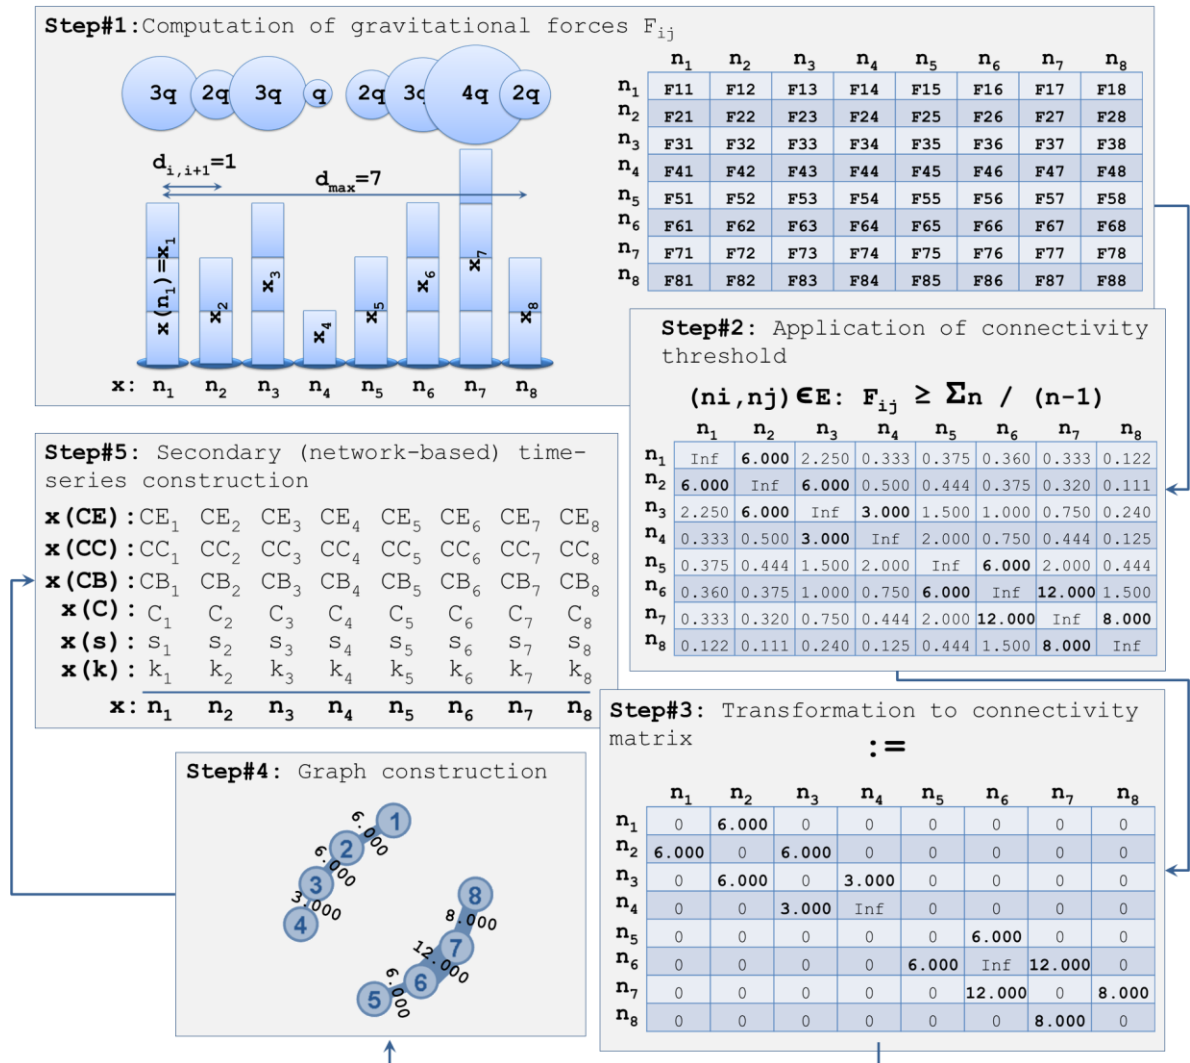 Step#1:Computation of gravitational forces Fij
3q 2q 3q q 2q 3q 4q 2q
di,i+1=1
dmax=7
x(n1)=x1 x2 x3 x4 x5 x6 x7 x8
x: n1 n2 n3 n4 n5 n6 n7 n8
n1 n2 n3 n4 n5 n6 n7 n8
n1 F11 F12 F13 F14 F15 F16 F17 F18
n2 F21 F22 F23 F24 F25 F26 F27 F28
n3 F31 F32 F33 F34 F35 F36 F37 F38
n4 F41 F42 F43 F44 F45 F46 F47 F48
n5 F51 F52 F53 F54 F55 F56 F57 F58
n6 F61 F62 F63 F64 F65 F66 F67 F68
n7 F71 F72 F73 F74 F75 F76 F77 F78
n8 F81 F82 F83 F84 F85 F86 F87 F88
Step#2: Application of connectivity
threshold
(ni,nj)∈E: Fij ≥ Σn / (n-1)
n1 n2 n3 n4 n5 n6 n7 n8
n1 Inf 6.000 2.250 0.333 0.375 0.360 0.333 0.122
n2 6.000 Inf 6.000 0.500 0.444 0.375 0.320 0.111
n3 2.250 6.000 Inf 3.000 1.500 1.000 0.750 0.240
n4 0.333 0.500 3.000 Inf 2.000 0.750 0.444 0.125
n5 0.375 0.444 1.500 2.000 Inf 6.000 2.000 0.444
n6 0.360 0.375 1.000 0.750 6.000 Inf 12.000 1.500
n7 0.333 0.320 0.750 0.444 2.000 12.000 Inf 8.000
n8 0.122 0.111 0.240 0.125 0.444 1.500 8.000 Inf
Step#3: Transformation to connectivity
matrix
:=
n1 n2 n3 n4 n5 n6 n7 n8
n1 0 6.000 0 0 0 0 0 0
n2 6.000 0 6.000 0 0 0 0 0
n3 0 6.000 0 3.000 0 0 0 0
n4 0 0 3.000 Inf 0 0 0 0
n5 0 0 0 0 0 6.000 0 0
n6 0 0 0 0 6.000 Inf 12.000 0
n7 0 0 0 0 0 12.000 0 8.000
n8 0 0 0 0 0 0 8.000 0
Step#4: Graph construction
1
6.000
2
6.000
3
3.000
4
8
8.000
7
12.000
6
6.000
5
Step#5: Secondary (network-based) time-
series construction
x(CE): CE1 CE2 CE3 CE4 CE5 CE6 CE7 CE8
x(CC): CC1 CC2 CC3 CC4 CC5 CC6 CC7 CC8
x(CB): CB1 CB2 CB3 CB4 CB5 CB6 CB7 CB8
x(C): C1 C2 C3 C4 C5 C6 C7 C8
x(s): s1 s2 s3 s4 s5 s6 s7 s8
x(k): k1 k2 k3 k4 k5 k6 k7 k8
x: n1 n2 n3 n4 n5 n6 n7 n8